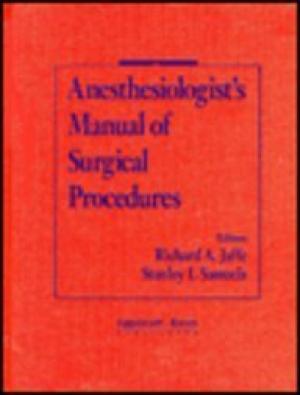 Anesthesiologist's
Manual of
Surgical
Procedures
Editors
Richard A. Jaffe
Stanley I. Samuels